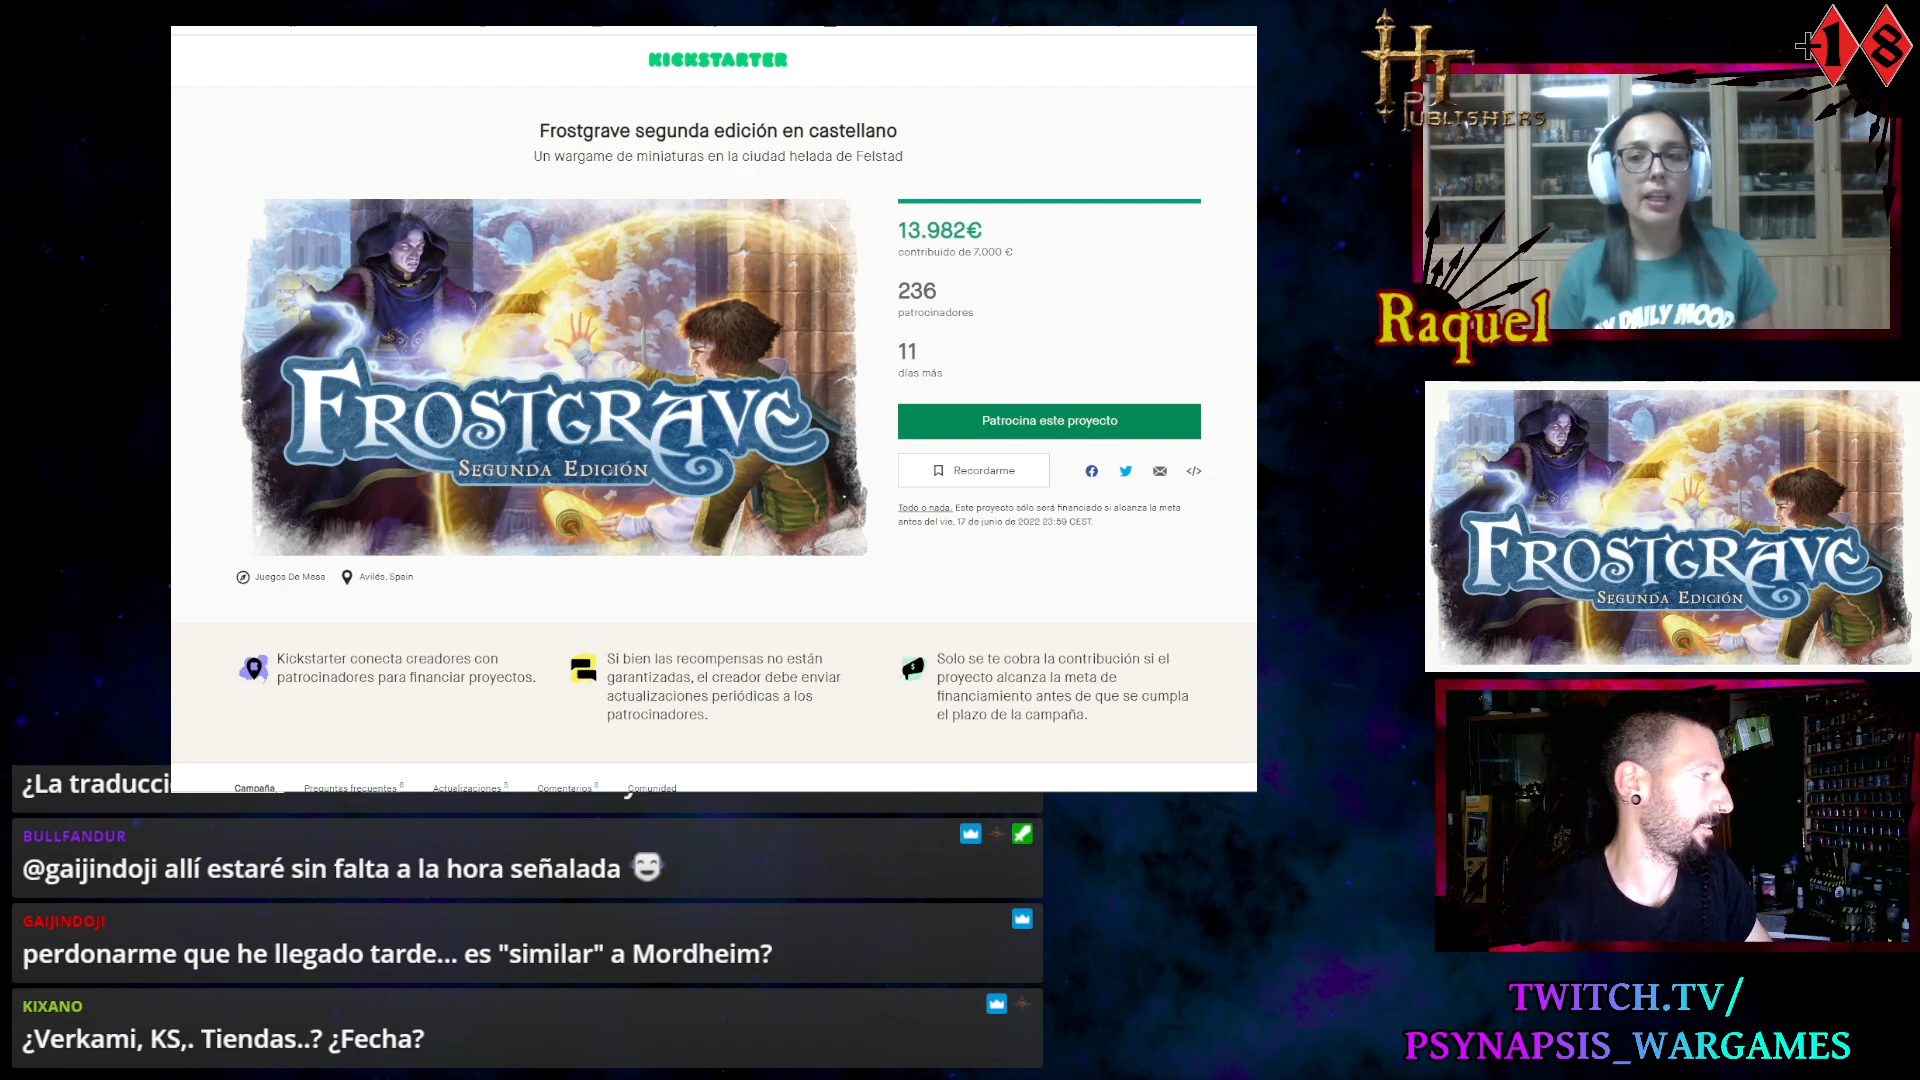 KICKSTARTER
Frostgrave segunda edición en castellano
Un wargame de miniaturas en la ciudad helada de Felstad
FROSTGRAVE
SEGUNDA EDICIÓN
13.982€
contribuido de 7.000 €
236
patrocinadores
11
días más
Patrocina este proyecto
Recordarme
Todo o nada. Este proyecto sólo será financiado si alcanza la meta
antes del vie, 17 de junio de 2022 23:59 CEST.
Juegos De Mesa
Avilés, Spain
Kickstarter conecta creadores con
patrocinadores para financiar proyectos.
Si bien las recompensas no están
garantizadas, el creador debe enviar
actualizaciones periódicas a los
patrocinadores.
Solo se te cobra la contribución si el
proyecto alcanza la meta de
financiamiento antes de que se cumpla
el plazo de la campaña.
Campaña
Preguntas frecuentes 6
Actualizaciones 5
Comentarios 8
Comunidad
¿La
BULLFANDUR
@gaijindoji allí estaré sin falta a la hora señalada
GAIJINDOJI
perdonarme que he llegado tarde... es "similar" a Mordheim?
KIXANO
¿Verkami, KS,. Tiendas..? ¿Fecha?
HT
PUBLISHERS
+18
DAILY MOOD
Raquel
FROSTGRAVE
SEGUNDA EDICIÓN
TWITCH.TV/
PSYNAPSIS_WARGAMES